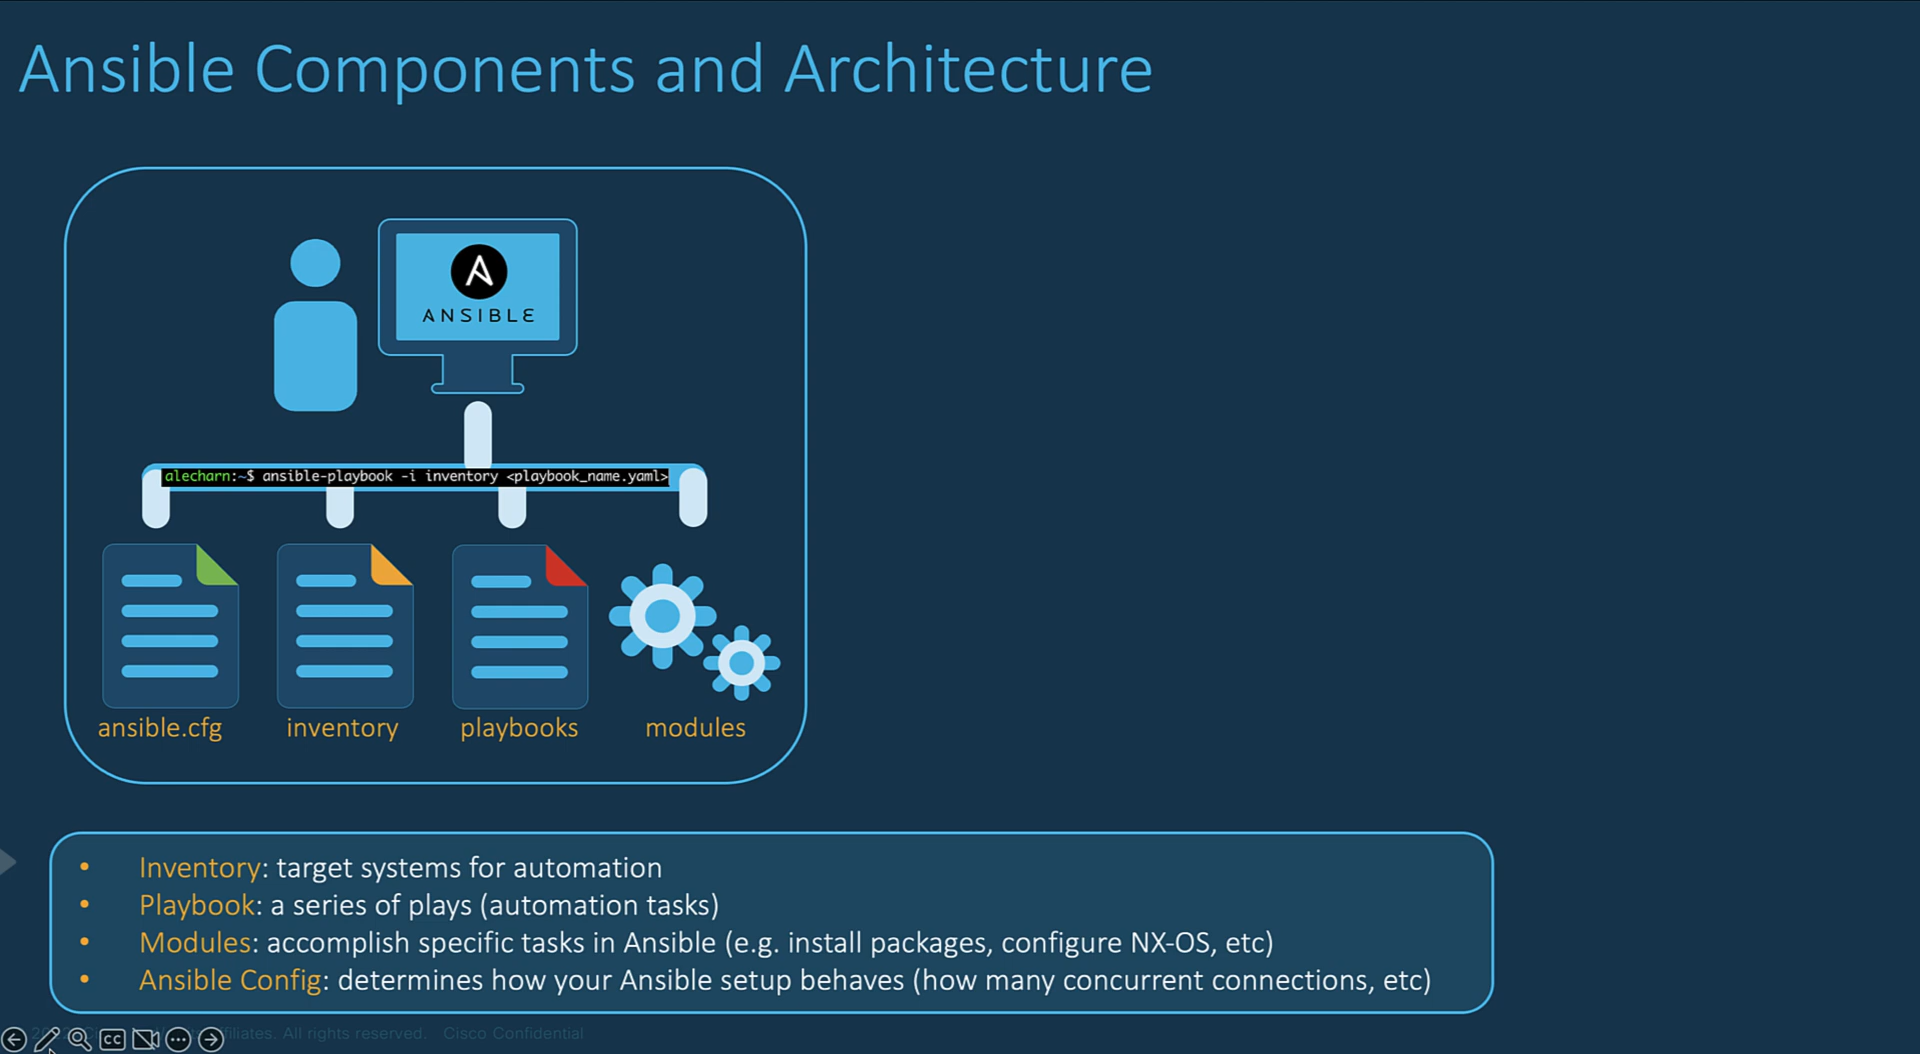 Ansible Components and Architecture
ANSIBLE
alecharn:~$ ansible-playbook -i inventory <playbook_name.yaml>
ansible.cfg inventory playbooks modules
• Inventory: target systems for automation
• Playbook: a series of plays (automation tasks)
• Modules: accomplish specific tasks in Ansible (e.g. install packages, configure NX-OS, etc)
• Ansible Config: determines how your Ansible setup behaves (how many concurrent connections, etc)
All rights reserved. Cisco Confidential
CC